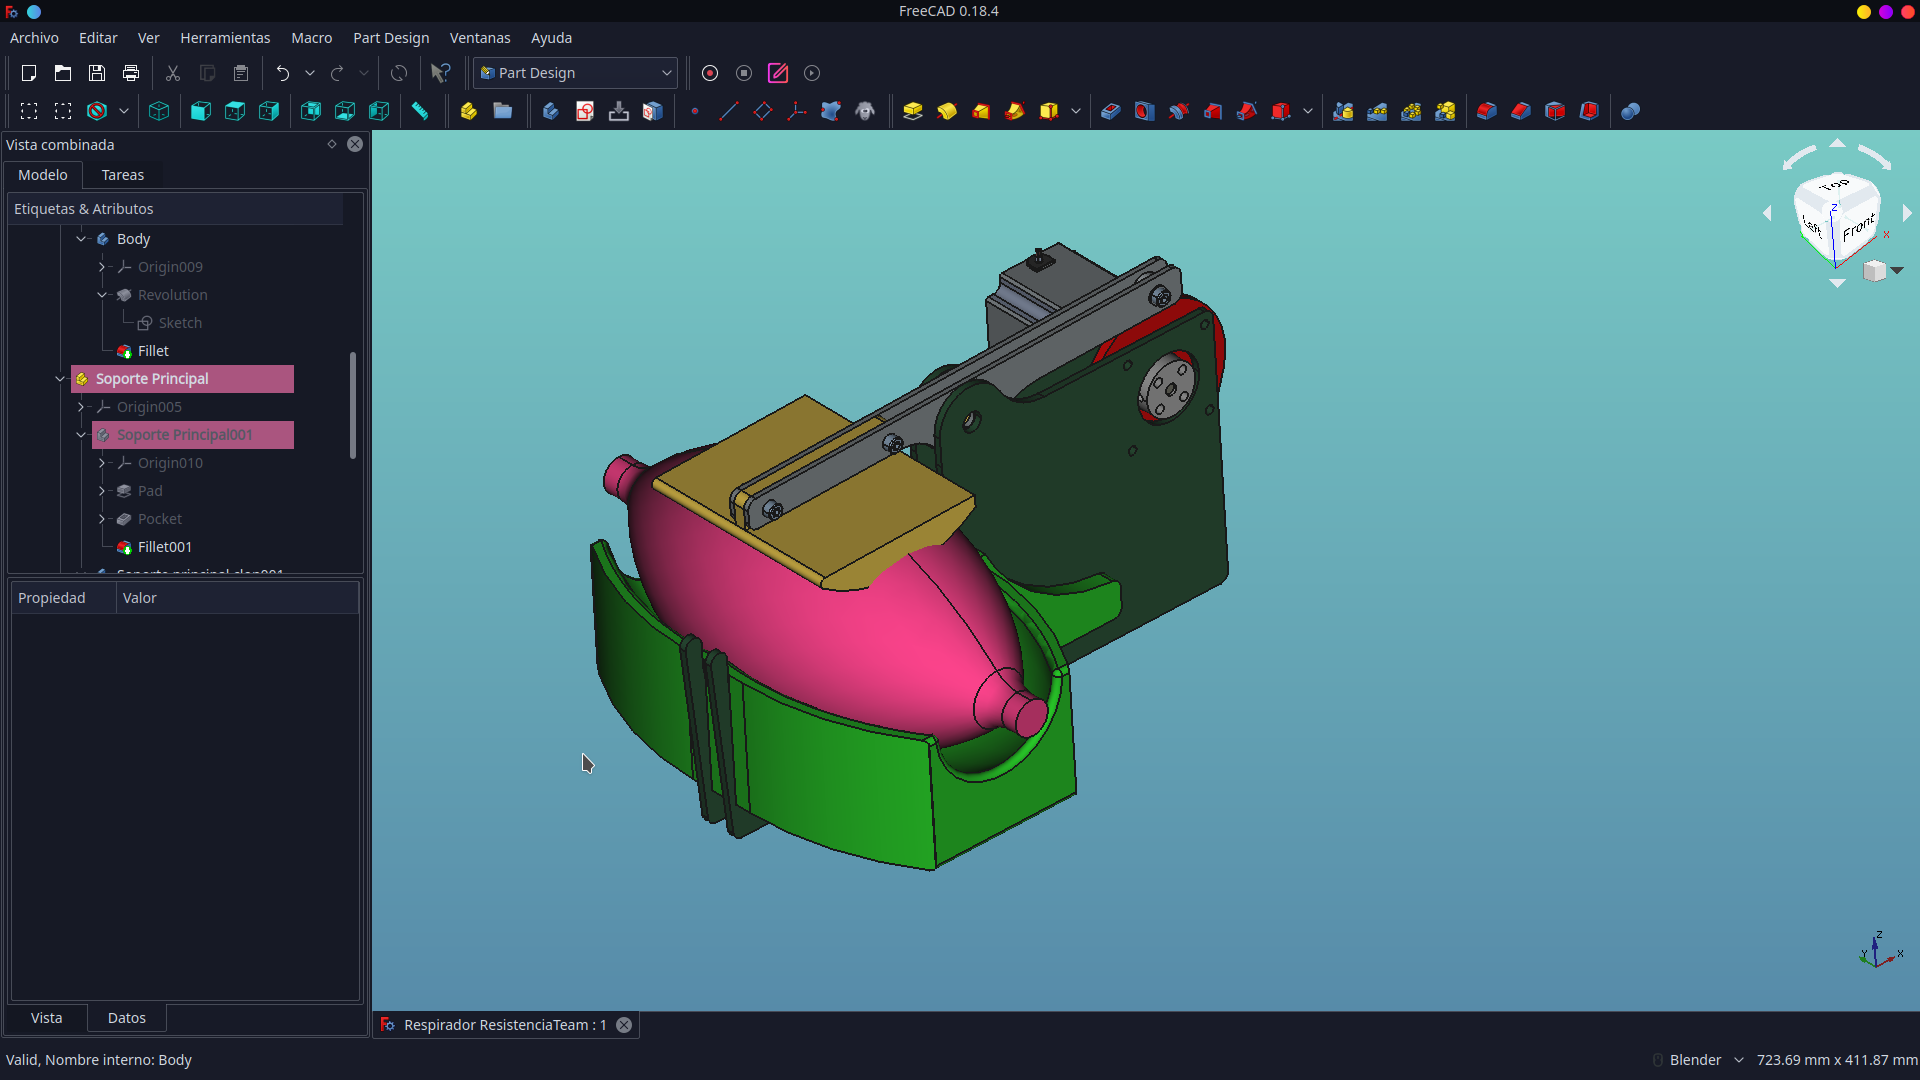 FreeCAD 0.18.4
Archivo Editar Ver Herramientas Macro Part Design Ventanas Ayuda
Part Design
Vista combinada
Modelo Tareas
Etiquetas & Atributos
Body
Origin009
Revolution
Sketch
Fillet
Soporte Principal
Origin005
Soporte Principal001
Origin010
Pad
Pocket
Fillet001
Propiedad Valor
Vista Datos
Top
Left
Front
Z
X
Z
Y
X
Respirador ResistenciaTeam : 1
Valid, Nombre interno: Body
Blender 723.69 mm x 411.87 mm